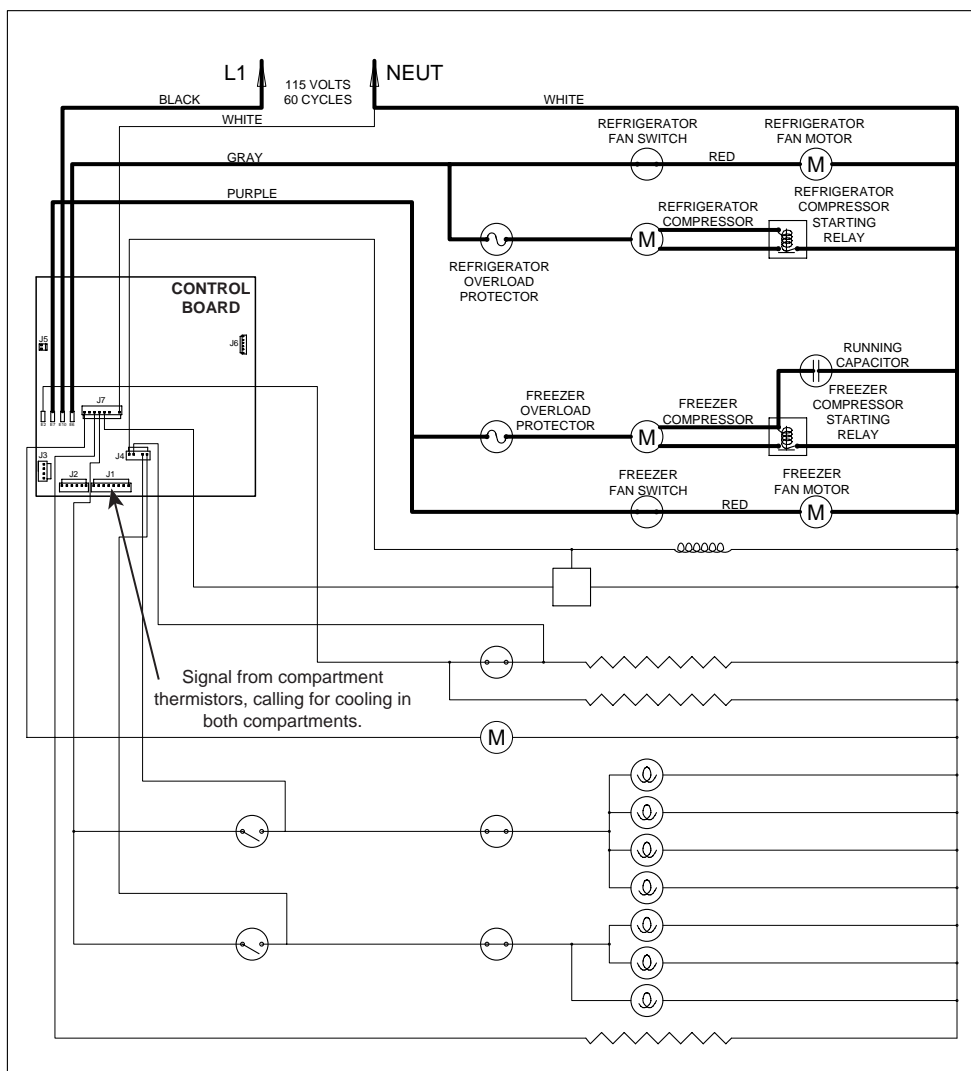 L1
NEUT
115 VOLTS
60 CYCLES
BLACK
WHITE
WHITE
REFRIGERATOR
FAN SWITCH
REFRIGERATOR
FAN MOTOR
GRAY
RED
M
PURPLE
REFRIGERATOR
COMPRESSOR
REFRIGERATOR
COMPRESSOR
STARTING
RELAY
M
REFRIGERATOR
OVERLOAD
PROTECTOR
CONTROL
BOARD
J5
J6
RUNNING
CAPACITOR
FREEZER
OVERLOAD
PROTECTOR
FREEZER
COMPRESSOR
FREEZER
COMPRESSOR
STARTING
RELAY
M
J7
J4
J3
J2
J1
FREEZER
FAN SWITCH
FREEZER
FAN MOTOR
RED
M
Signal from compartment
thermistors, calling for cooling in
both compartments.
M